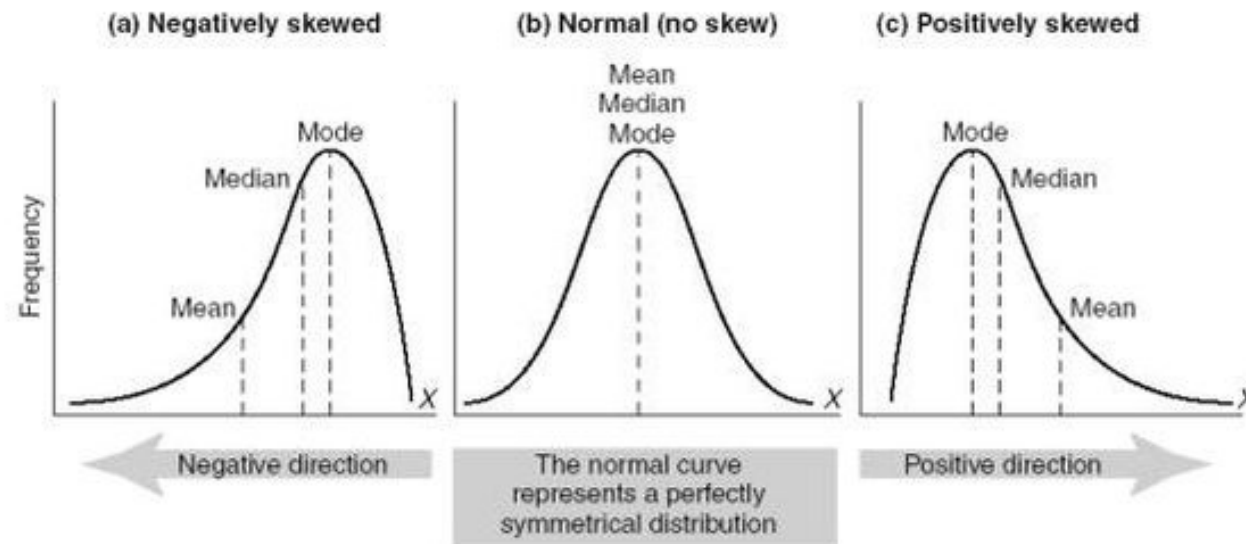 (a) Negatively skewed
(b) Normal (no skew)
(c) Positively skewed
Frequency
Mode
Median
Mean
X
Mean
Median
Mode
X
Mode
Median
Mean
X
Negative direction
The normal curve
represents a perfectly
symmetrical distribution
Positive direction